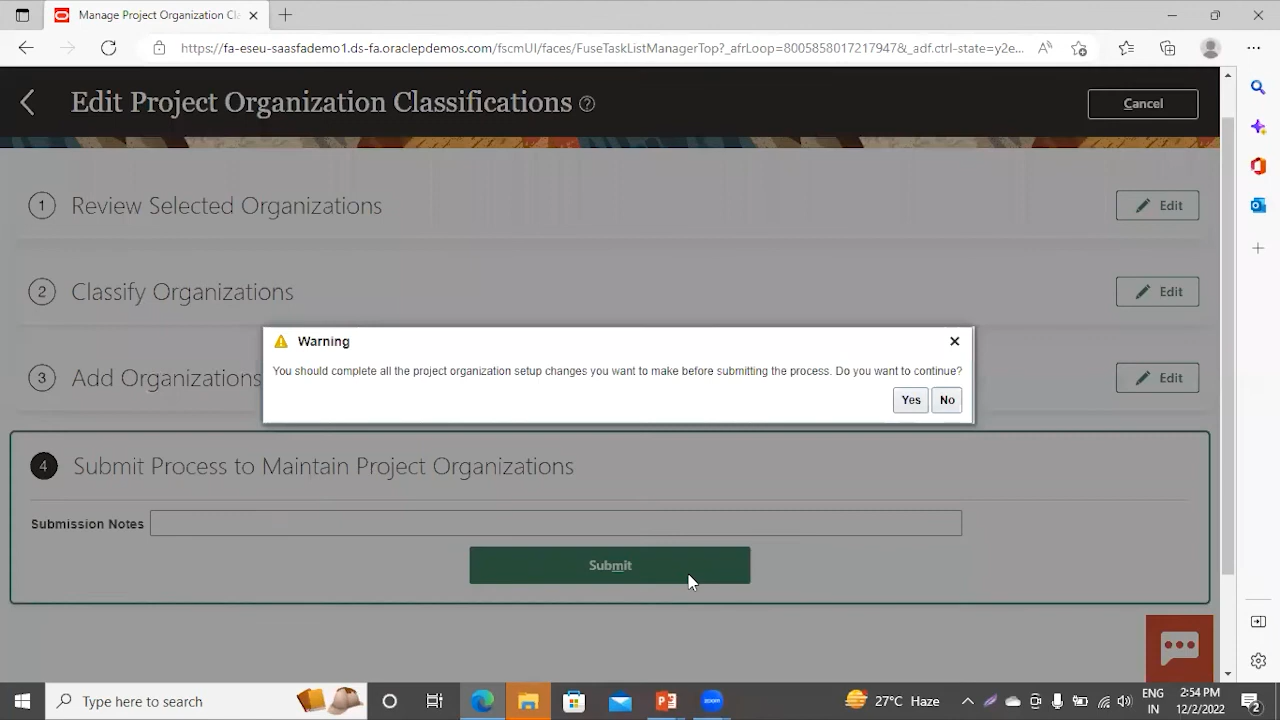 Manage Project Organization Cla
https://fa-eseu-saasfademo1.ds-fa.oraclepdemos.com/fscmUI/faces/FuseTaskListManagerTop?_afrLoop=8005858017217947&_adf.ctrl-state=y2e...
Edit Project Organization Classifications ?
Cancel
1 Review Selected Organizations
Edit
2 Classify Organizations
Edit
Warning
You should complete all the project organization setup changes you want to make before submitting the process. Do you want to continue?
Yes No
3 Add Organizations
Edit
4 Submit Process to Maintain Project Organizations
Submission Notes
Submit
Type here to search
zoom
27°C Haze
ENG
IN
2:54 PM
12/2/2022
2